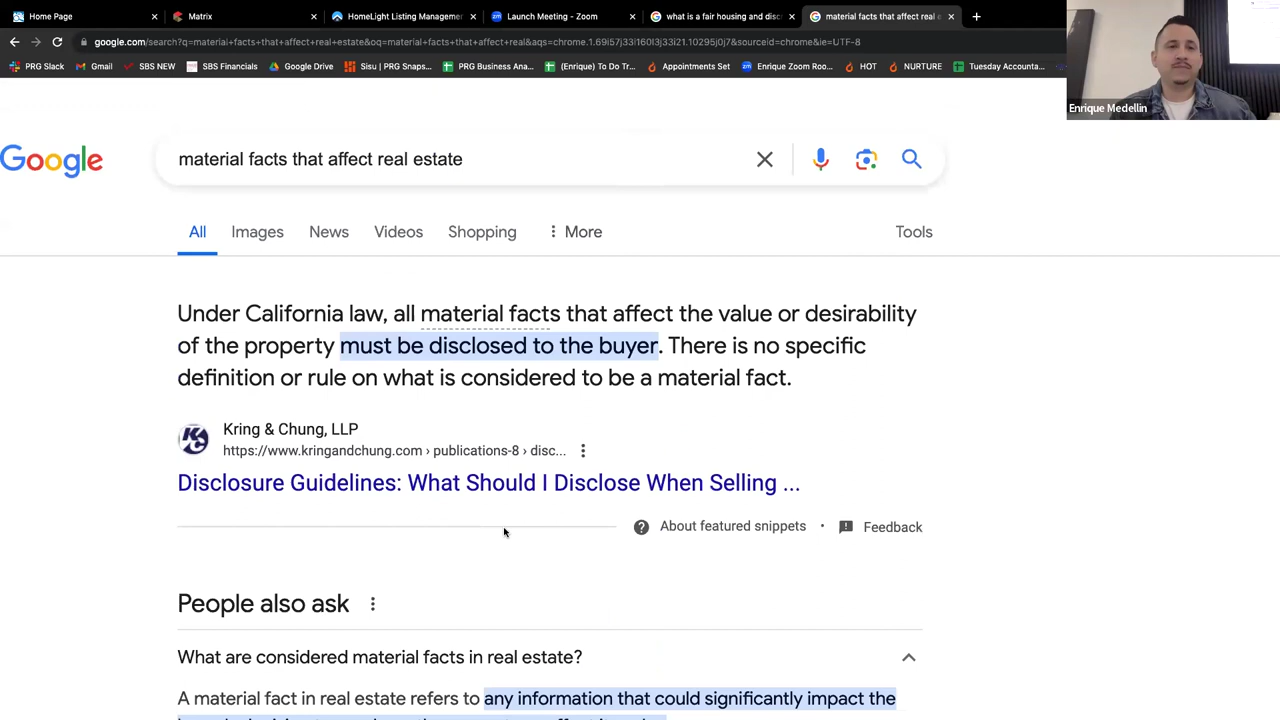 Home Page
Matrix
HomeLight Listing Manageme
Launch Meeting - Zoom
what is a fair housing and disc
material facts that affect real e
google.com/search?q=material+facts+that+affect+real+estate&oq=material+facts+that+affect+real&aqs=chrome.1.69i57j33i160l3j33i21.10295j0j7&sourceid=chrome&ie=UTF-8
PRG Slack
Gmail
SBS NEW
SBS Financials
Google Drive
Sisu | PRG Snaps...
PRG Business Ana...
(Enrique) To Do Tr...
Appointments Set
Enrique Zoom Roo...
HOT
NURTURE
Tuesday Accounta...
Enrique Medellin
Google
material facts that affect real estate
All
Images
News
Videos
Shopping
More
Tools
Under California law, all material facts that affect the value or desirability
of the property must be disclosed to the buyer. There is no specific
definition or rule on what is considered to be a material fact.
Kring & Chung, LLP
https://www.kringandchung.com › publications-8 › disc...
Disclosure Guidelines: What Should I Disclose When Selling ...
About featured snippets
Feedback
People also ask
What are considered material facts in real estate?
A material fact in real estate refers to any information that could significantly impact the